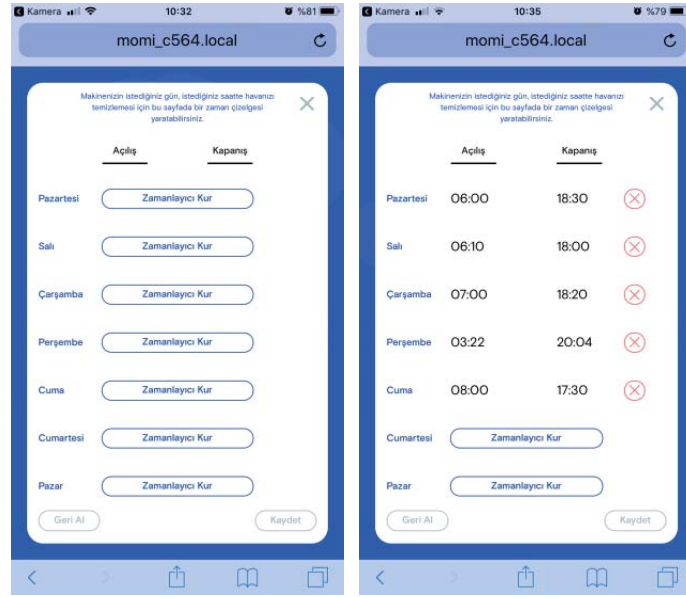 Kamera 10:32 %81
momi_c564.local
Makinenizin istediğiniz gün, istediğiniz saatte havanızı
temizlemesi için bu sayfada bir zaman çizelgesi
yaratabilirsiniz.
Açılış Kapanış
Pazartesi Zamanlayıcı Kur
Salı Zamanlayıcı Kur
Çarşamba Zamanlayıcı Kur
Perşembe Zamanlayıcı Kur
Cuma Zamanlayıcı Kur
Cumartesi Zamanlayıcı Kur
Pazar Zamanlayıcı Kur
Geri Al Kaydet
Kamera 10:35 %79
momi_c564.local
Makinenizin istediğiniz gün, istediğiniz saatte havanızı
temizlemesi için bu sayfada bir zaman çizelgesi
yaratabilirsiniz.
Açılış Kapanış
Pazartesi 06:00 18:30
Salı 06:10 18:00
Çarşamba 07:00 18:20
Perşembe 03:22 20:04
Cuma 08:00 17:30
Cumartesi Zamanlayıcı Kur
Pazar Zamanlayıcı Kur
Geri Al Kaydet